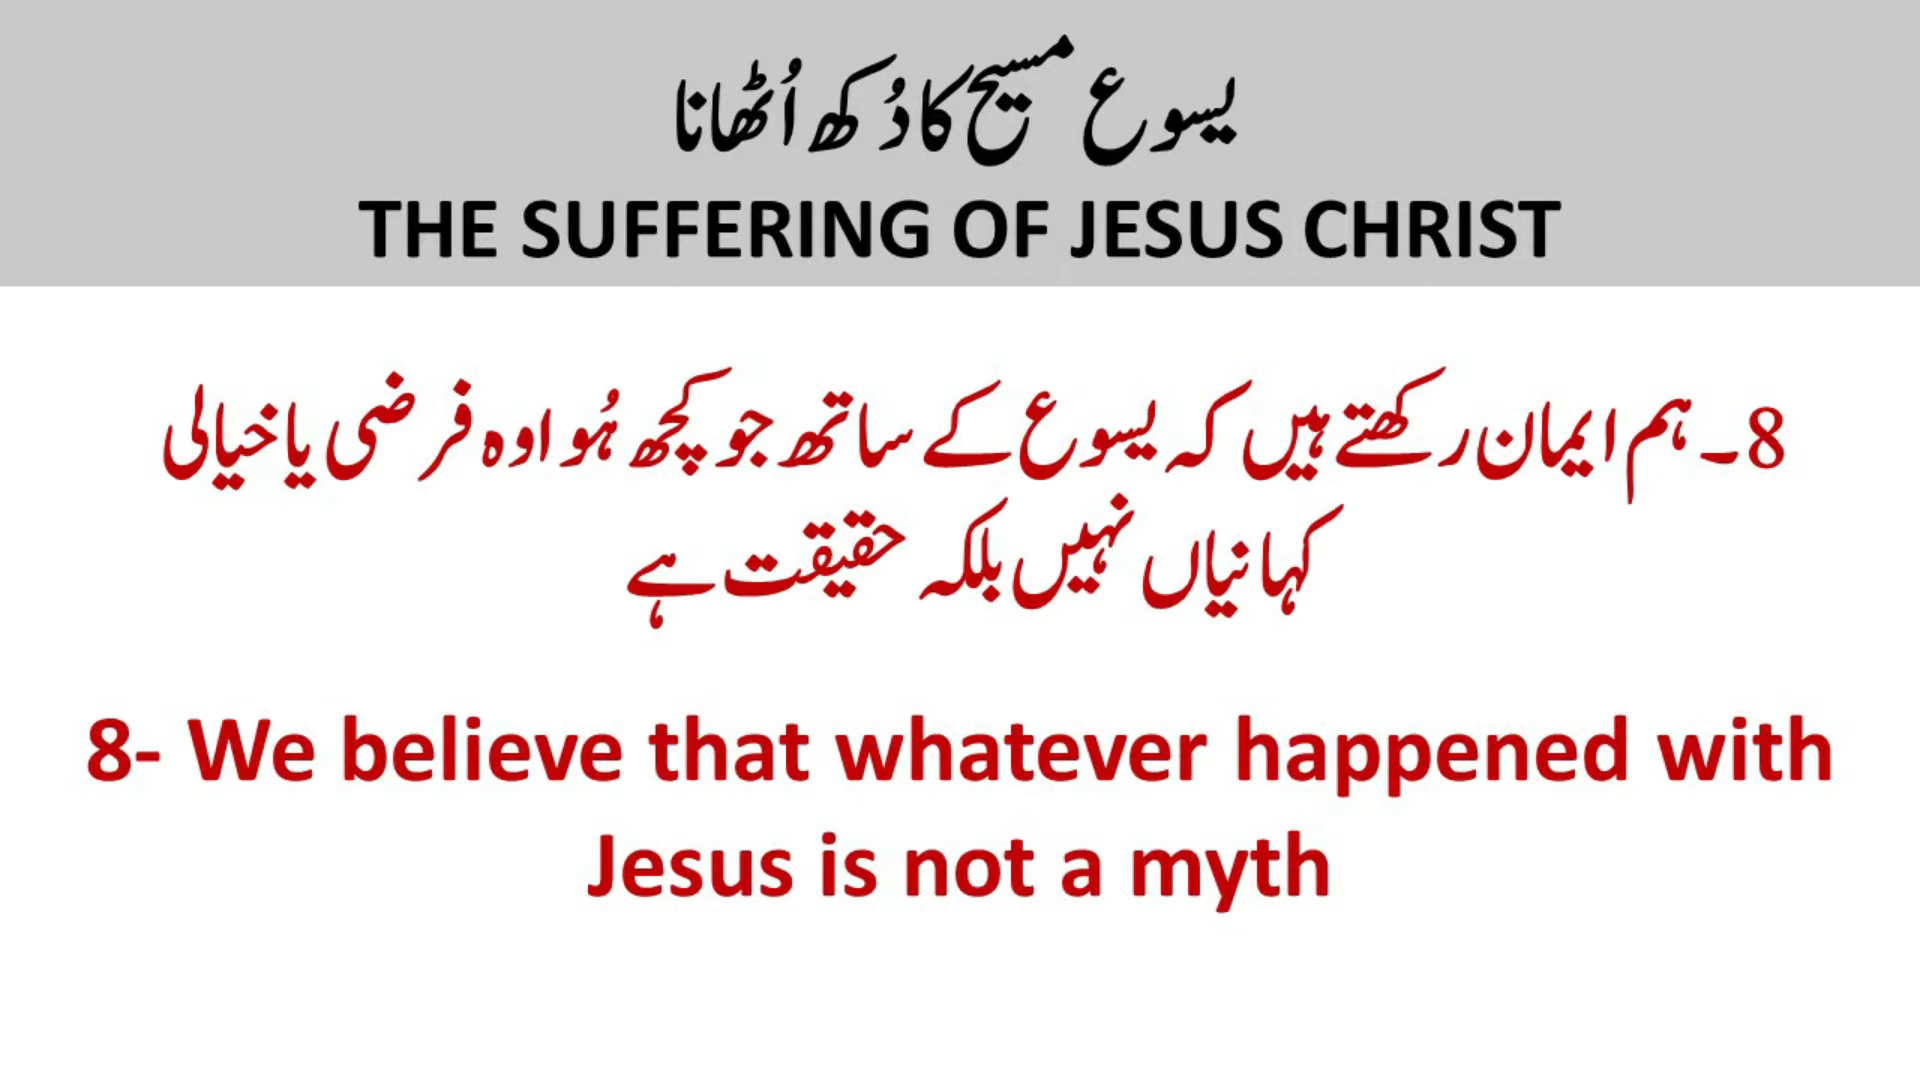 یسوع مسیح کا دُکھ اُٹھانا
THE SUFFERING OF JESUS CHRIST
8۔ ہم ایمان رکھتے ہیں کہ یسوع کے ساتھ جو کچھ ہُوا وہ فرضی یا خیالی
کہانیاں نہیں بلکہ حقیقت ہے
8- We believe that whatever happened with
Jesus is not a myth